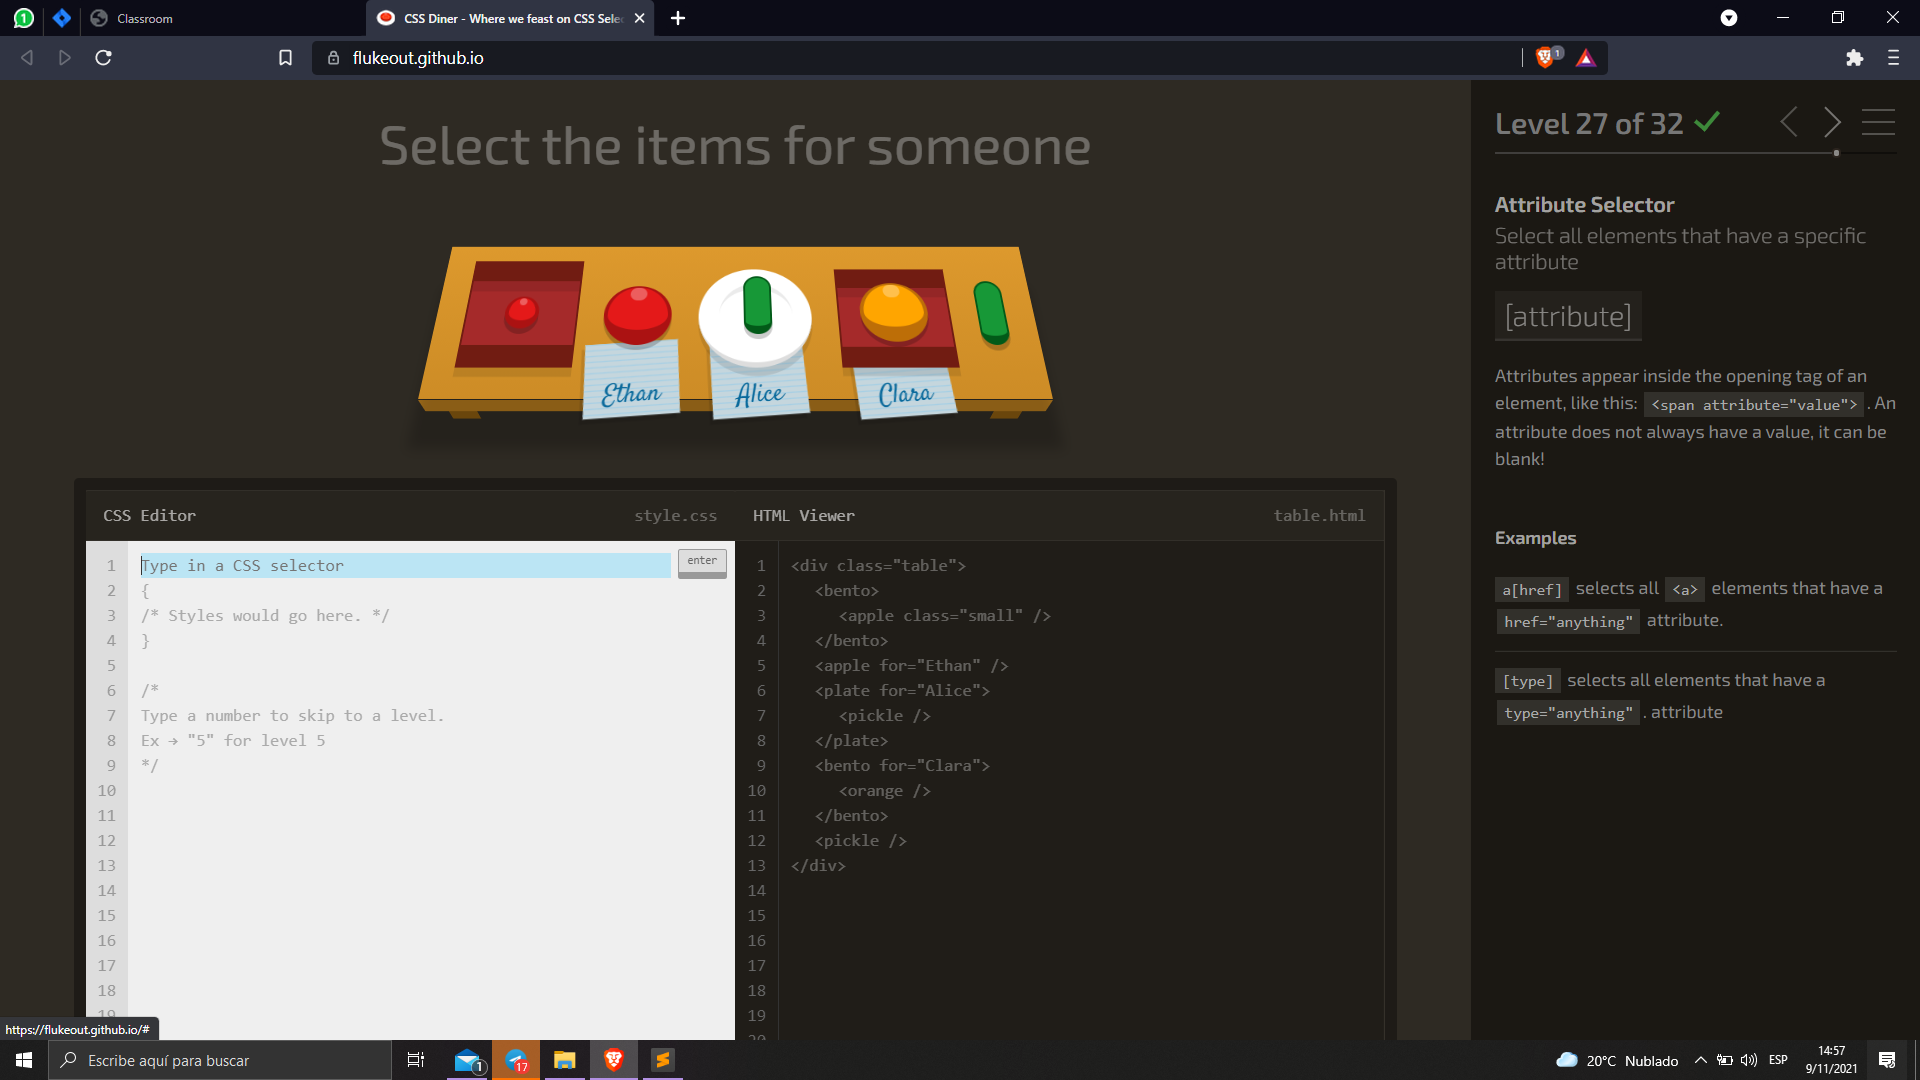 Classroom
CSS Diner - Where we feast on CSS Sele
flukeout.github.io
1
Select the items for someone
Ethan
Alice
Clara
CSS Editor
style.css
HTML Viewer
table.html
1 Type in a CSS selector
enter
2 {
3 /* Styles would go here. */
4 }
5
6 /*
7 Type a number to skip to a level.
8 Ex → "5" for level 5
9 */
10
11
12
13
14
15
16
17
18
19
1 <div class="table">
2 <bento>
3 <apple class="small" />
4 </bento>
5 <apple for="Ethan" />
6 <plate for="Alice">
7 <pickle />
8 </plate>
9 <bento for="Clara">
10 <orange />
11 </bento>
12 <pickle />
13 </div>
14
15
16
17
18
19
20
Level 27 of 32
Attribute Selector
Select all elements that have a specific
attribute
[attribute]
Attributes appear inside the opening tag of an
element, like this: <span attribute="value"> . An
attribute does not always have a value, it can be
blank!
Examples
a[href] selects all <a> elements that have a
href="anything" attribute.
[type] selects all elements that have a
type="anything" . attribute
https://flukeout.github.io/#
Escribe aquí para buscar
1
17
20°C Nublado
ESP
14:57
9/11/2021